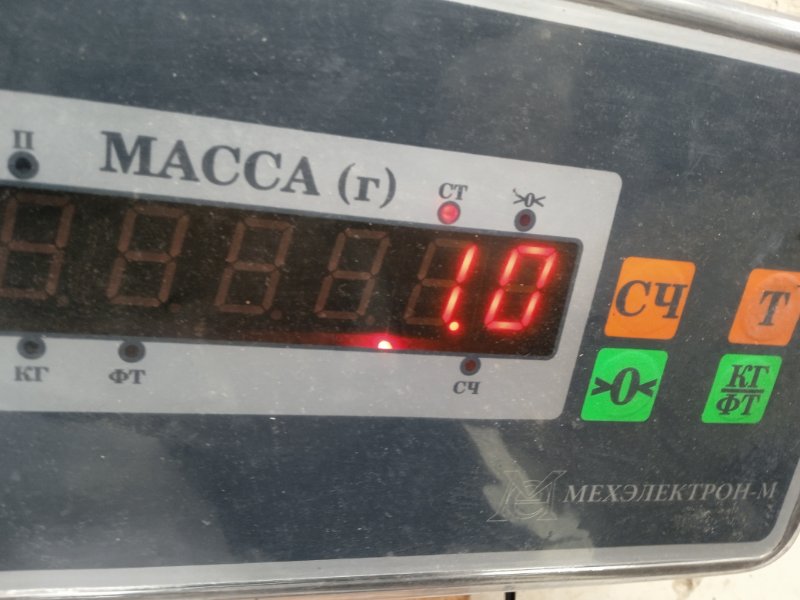 П
МАССА (г)
СТ
>0<
1.0
КГ
ФТ
СЧ
СЧ
Т
>0<
КГ
ФТ
МЕХЭЛЕКТРОН-М